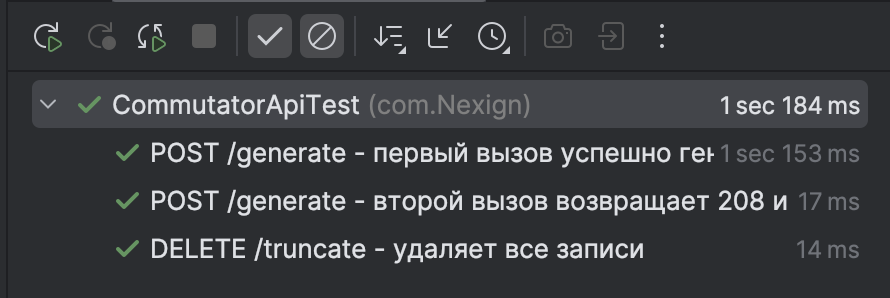 CommutatorApiTest (com.Nexign) 1 sec 184 ms
POST /generate - первый вызов успешно ген 1 sec 153 ms
POST /generate - второй вызов возвращает 208 и 17 ms
DELETE /truncate - удаляет все записи 14 ms